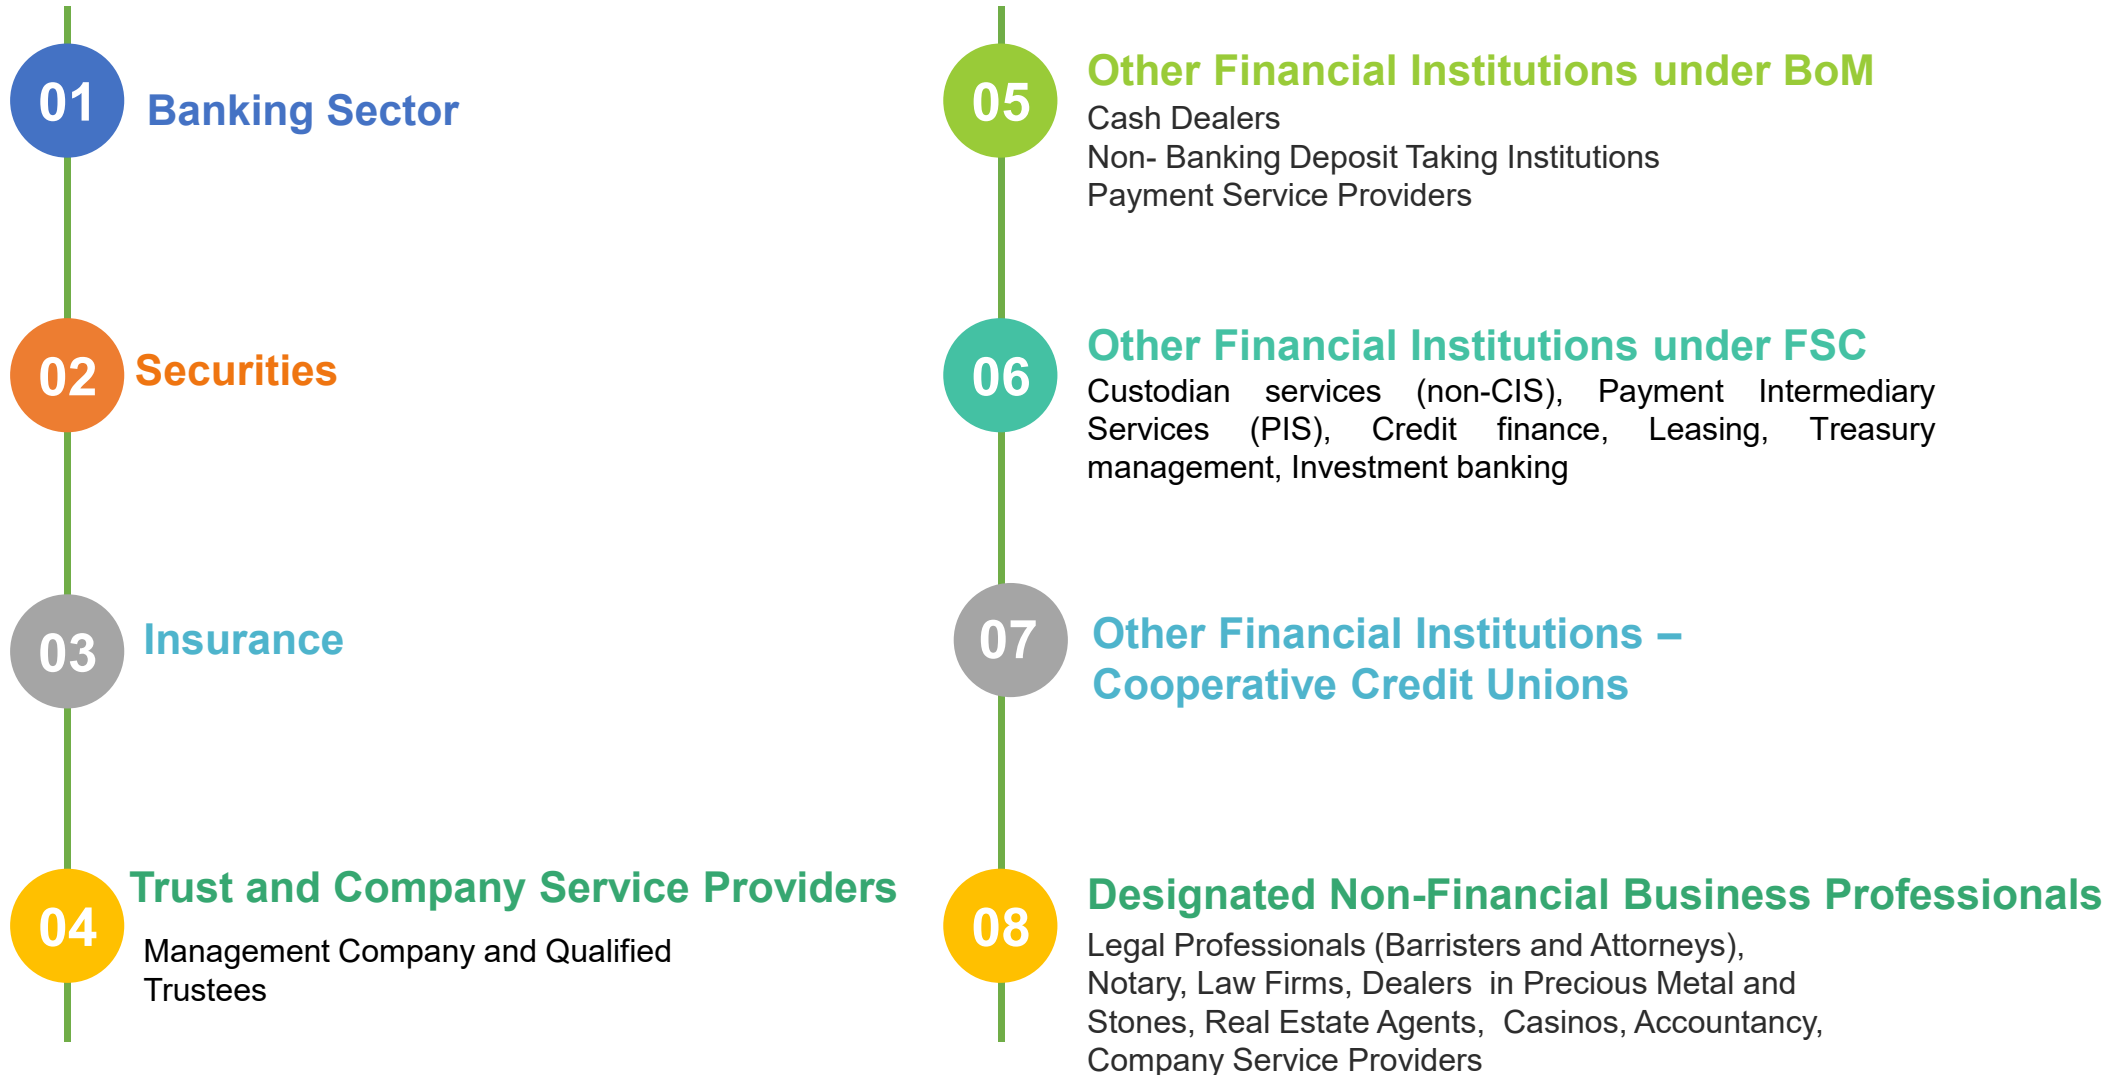 01
Banking Sector
02
Securities
03
Insurance
04
Trust and Company Service Providers
Management Company and Qualified
Trustees
05
Other Financial Institutions under BoM
Cash Dealers
Non- Banking Deposit Taking Institutions
Payment Service Providers
06
Other Financial Institutions under FSC
Custodian services (non-CIS), Payment Intermediary
Services (PIS), Credit finance, Leasing, Treasury
management, Investment banking
07
Other Financial Institutions –
Cooperative Credit Unions
08
Designated Non-Financial Business Professionals
Legal Professionals (Barristers and Attorneys),
Notary, Law Firms, Dealers in Precious Metal and
Stones, Real Estate Agents, Casinos, Accountancy,
Company Service Providers